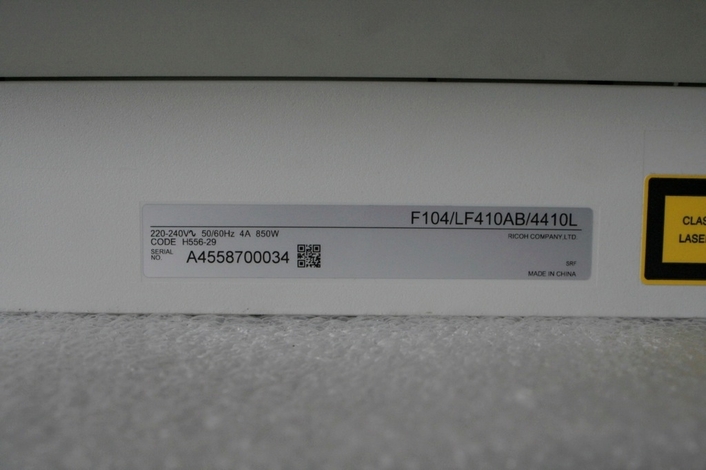 F104/LF410AB/4410L
220-240V∿ 50/60Hz 4A 850W
RICOH COMPANY,LTD.
CODE H556-29
SERIAL
NO. A4558700034
SRF
MADE IN CHINA
CLAS
LASE